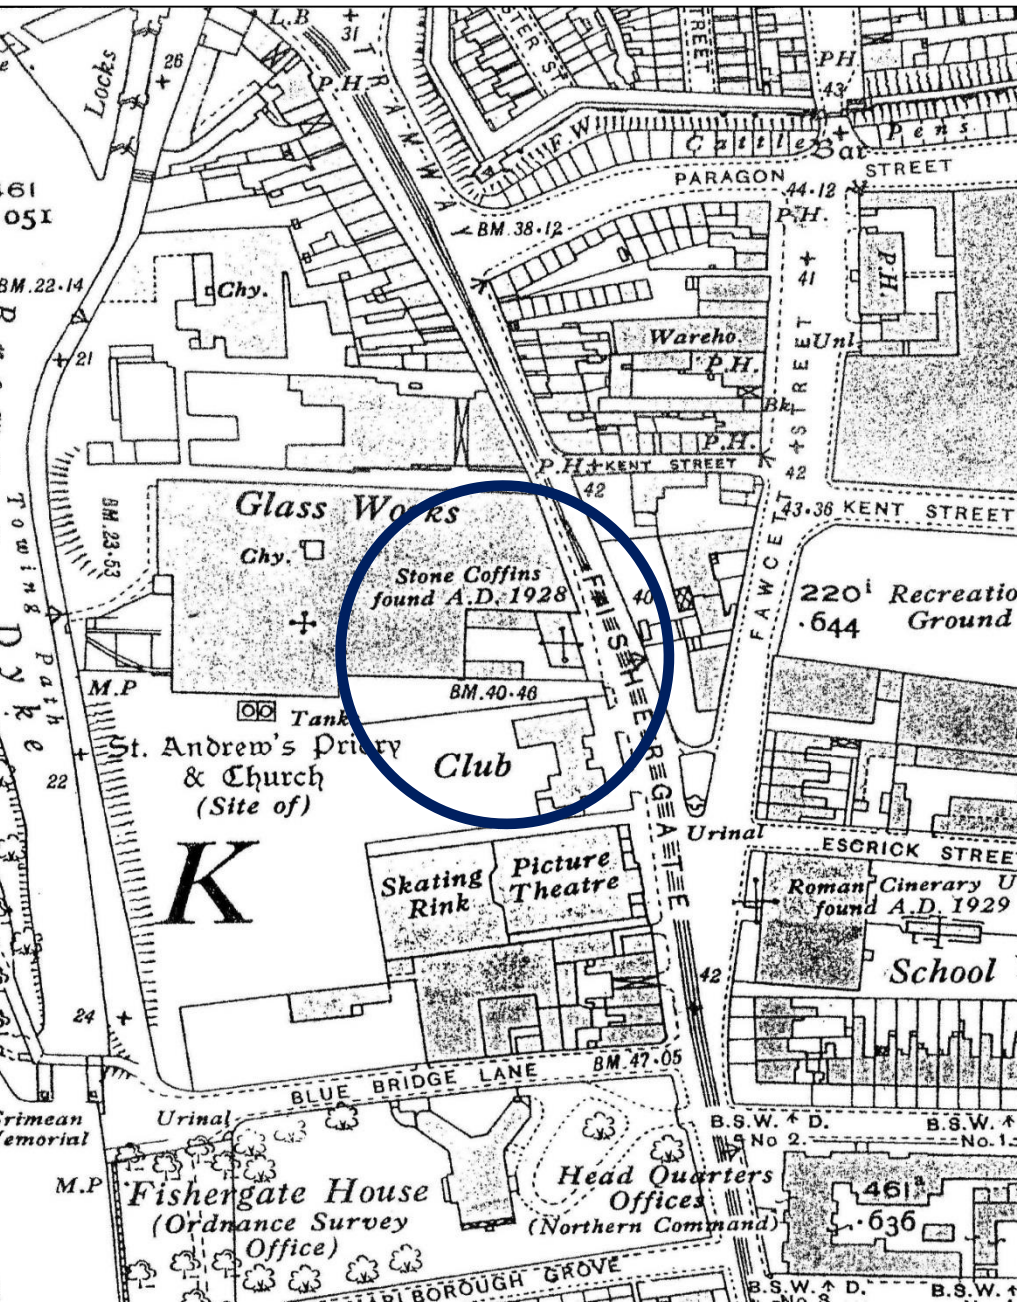 L.B
31
26
Locks
P.H.
TRAMWAY
STREET
P.H.
43
F.W
Cattle
Pens
Bar
PARAGON STREET
44·12
461
051
P.H.
BM.38·12
41
P.H.
BM.22·14
Chy.
Wareho.
Unl.
21
P.H.
Bk.
STREET
P.H.
P.H.
KENT STREET
42
42
Glass Works
BM.23·53
43·36
KENT STREET
Chy.
Stone Coffins
found A.D. 1928
Towing Path
Dyke
40
FAWCETT
220¹
·644
Recreatio
Ground
FISHERGATE
M.P
BM.40·46
Tank
St. Andrew's Priory
& Church
(Site of)
22
Club
Urinal
ESCRICK STREE
K
Skating
Rink
Picture
Theatre
Roman Cinerary U
found A.D. 1929
School
42
24
BM.47·05
BLUE BRIDGE LANE
Crimean
Memorial
Urinal
B.S.W. ↑ D.
No 2.
B.S.W. ↑
No. 1.
M.P
Fishergate House
(Ordnance Survey
Office)
Head Quarters
Offices
(Northern Command)
461ª
·636
MARLBOROUGH GROVE
B.S.W. ↑ D.
No 3
B.S.W. ↑